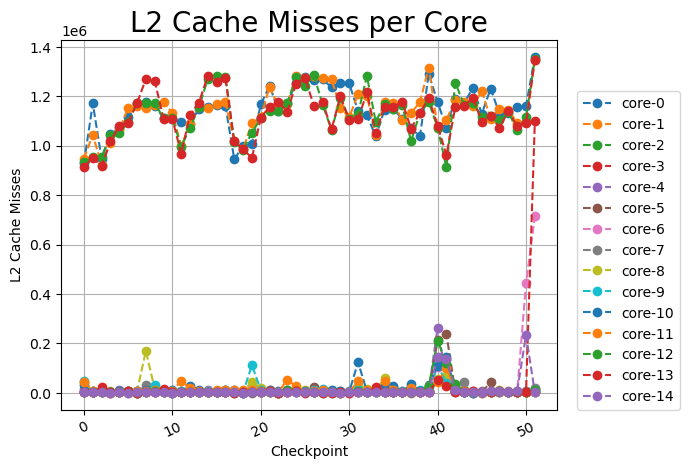 L2 Cache Misses per Core
1e6
1.4
1.2
1.0
0.8
0.6
0.4
0.2
0.0
L2 Cache Misses
0
10
20
30
40
50
Checkpoint
core-0
core-1
core-2
core-3
core-4
core-5
core-6
core-7
core-8
core-9
core-10
core-11
core-12
core-13
core-14